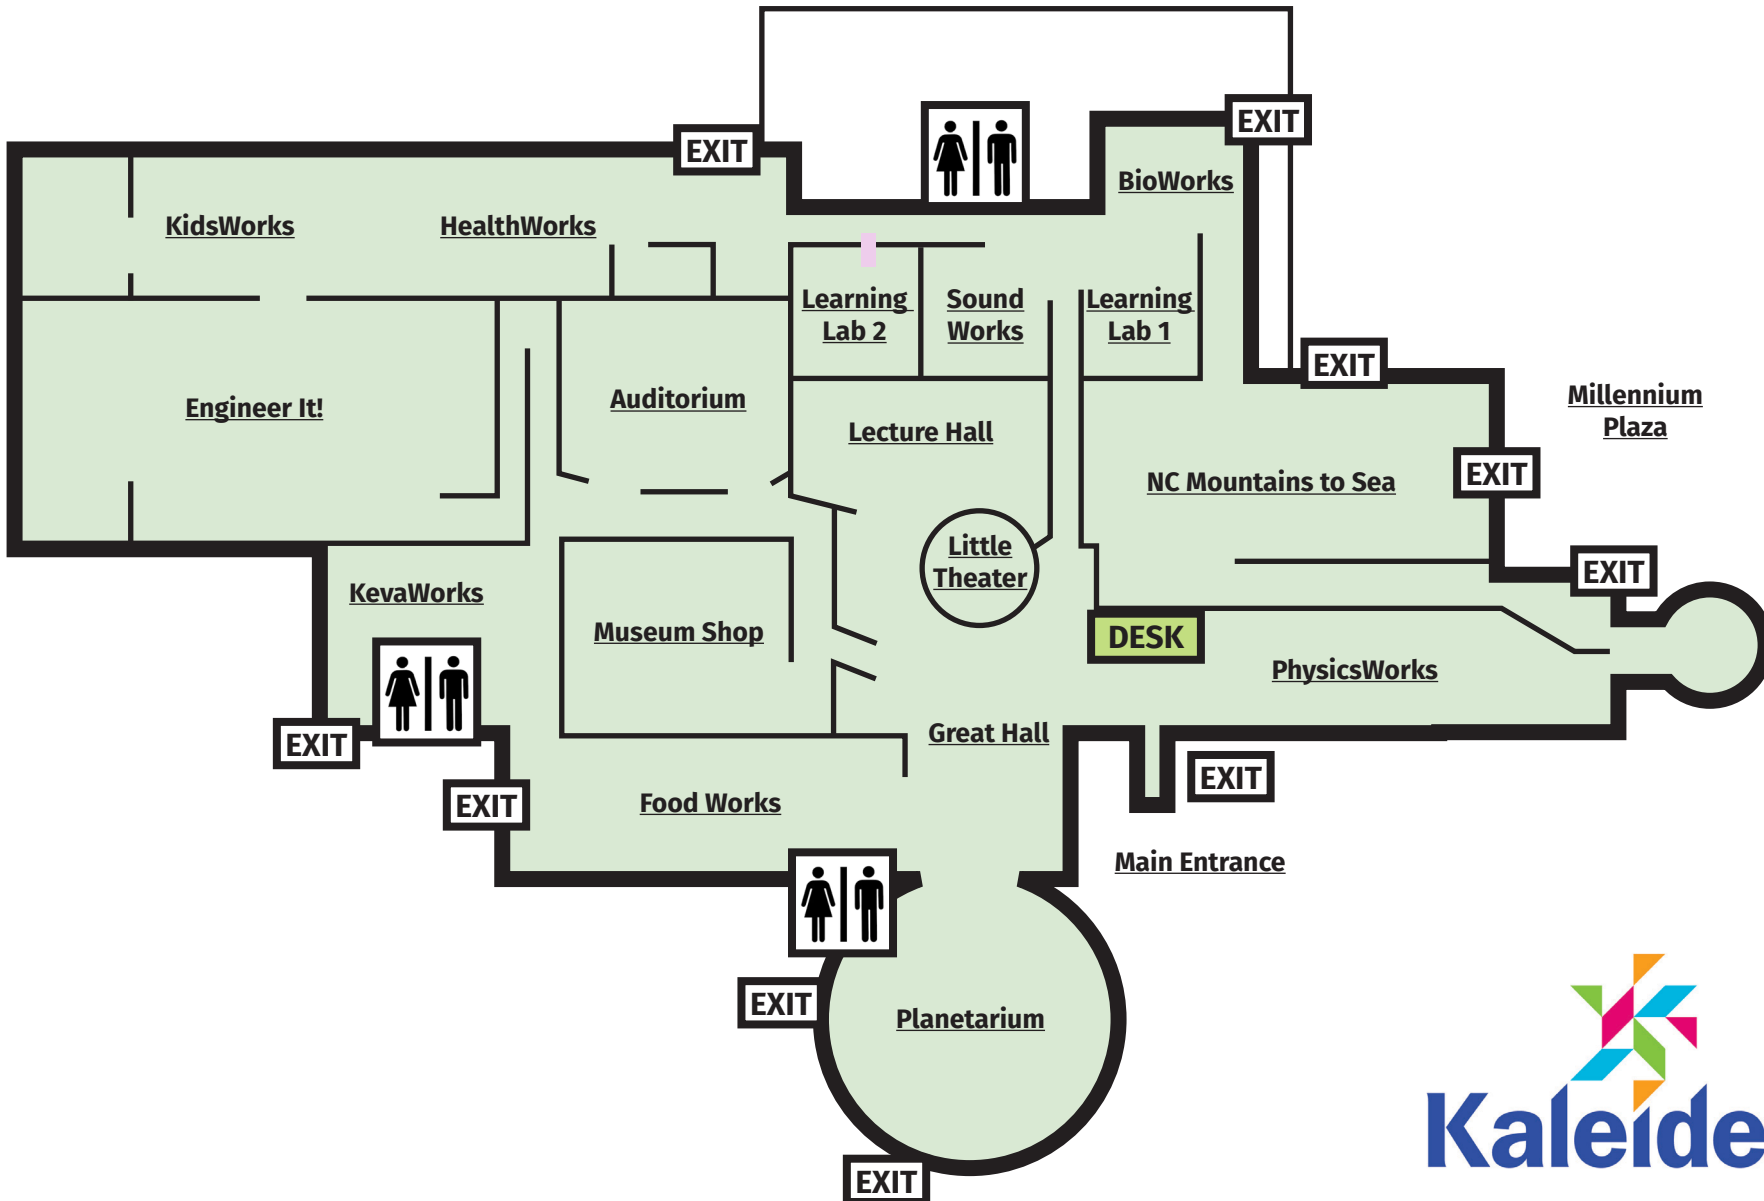 EXIT
EXIT
BioWorks
KidsWorks
HealthWorks
Learning
Lab 2
Sound
Works
Learning
Lab 1
EXIT
Engineer It!
Auditorium
Lecture Hall
Millennium
Plaza
NC Mountains to Sea
EXIT
Little
Theater
EXIT
KevaWorks
Museum Shop
DESK
PhysicsWorks
Great Hall
EXIT
EXIT
EXIT
Food Works
Main Entrance
EXIT
Planetarium
EXIT
Kaleide